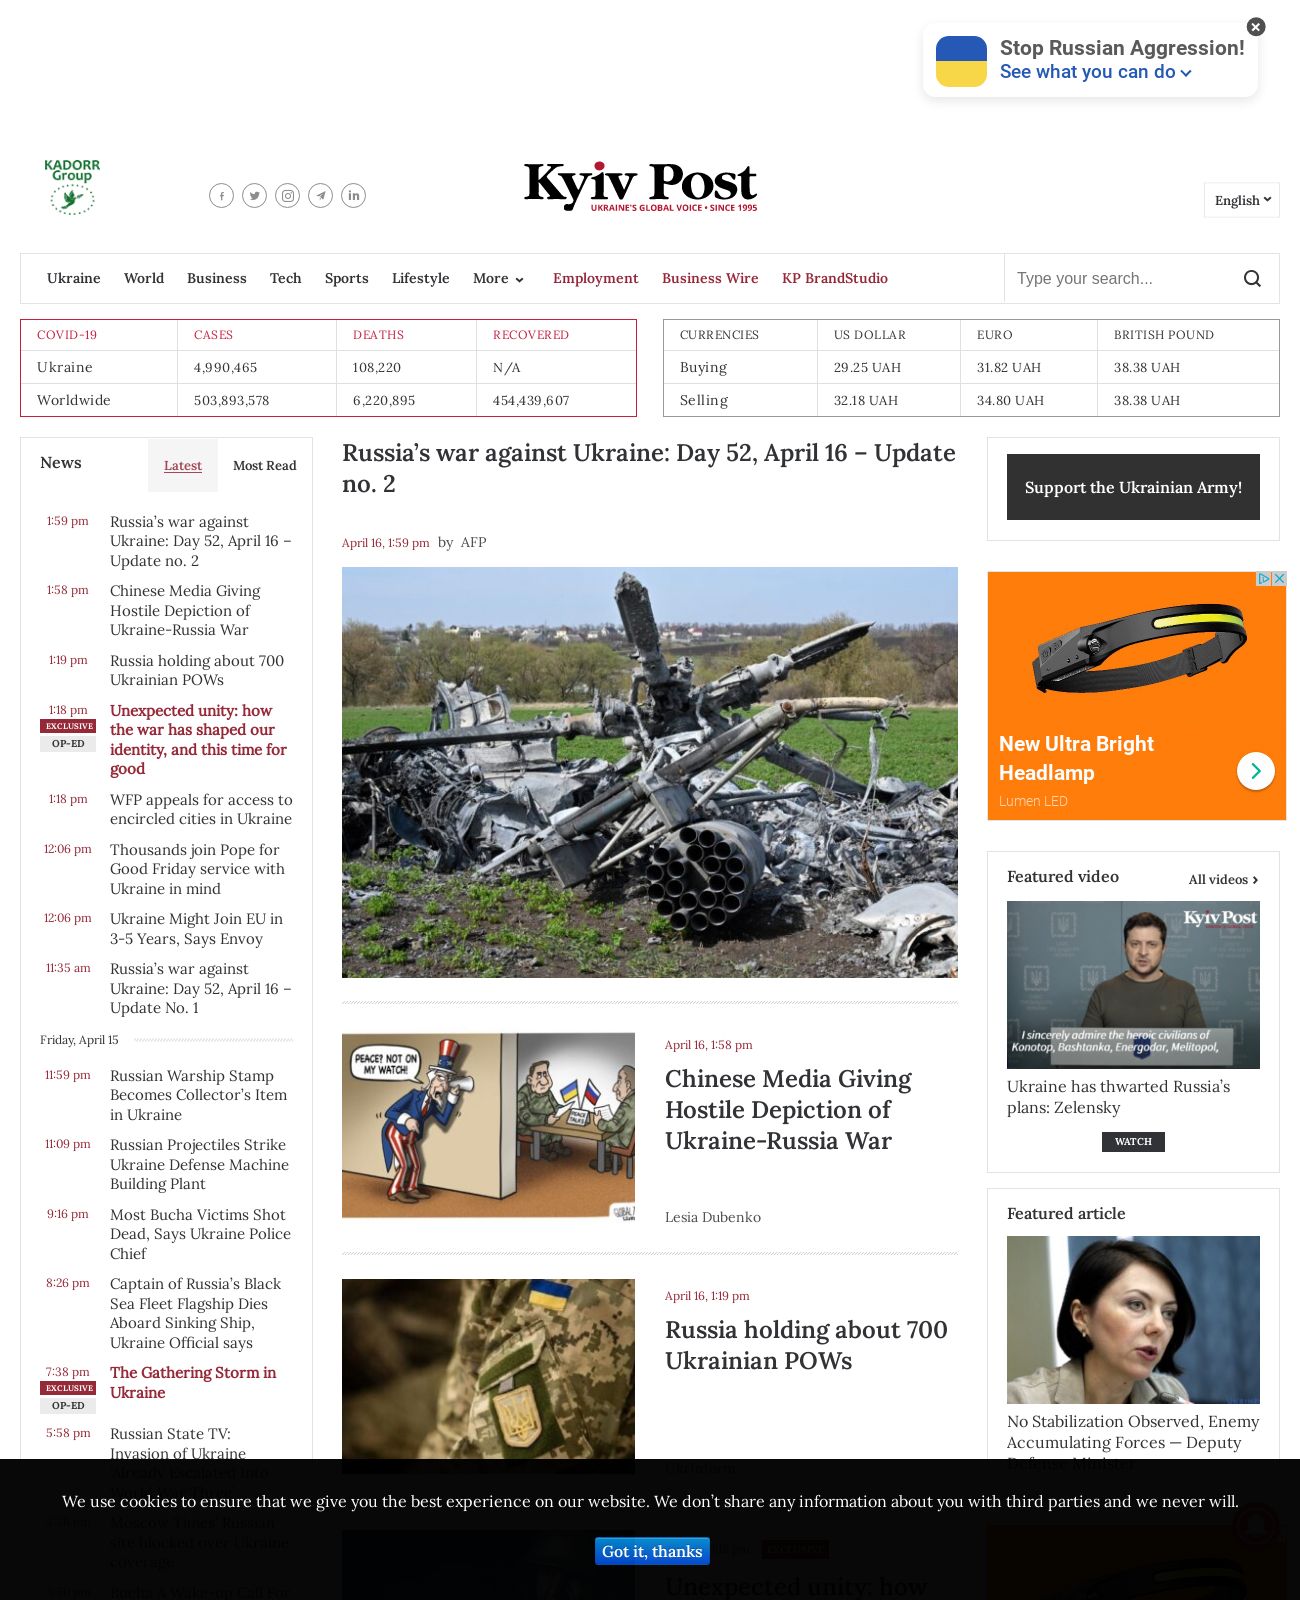 Stop Russian Aggression!
See what you can do
KADORR
Group
Kyiv Post
UKRAINE'S GLOBAL VOICE • SINCE 1995
English
Ukraine World Business Tech Sports Lifestyle More Employment Business Wire KP BrandStudio
Type your search...
COVID-19 CASES DEATHS RECOVERED
Ukraine 4,990,465 108,220 N/A
Worldwide 503,893,578 6,220,895 454,439,607
CURRENCIES US DOLLAR EURO BRITISH POUND
Buying 29.25 UAH 31.82 UAH 38.38 UAH
Selling 32.18 UAH 34.80 UAH 38.38 UAH
News Latest Most Read
1:59 pm Russia’s war against
Ukraine: Day 52, April 16 –
Update no. 2
1:58 pm Chinese Media Giving
Hostile Depiction of
Ukraine-Russia War
1:19 pm Russia holding about 700
Ukrainian POWs
1:18 pm Unexpected unity: how
EXCLUSIVE the war has shaped our
OP-ED identity, and this time for
good
1:18 pm WFP appeals for access to
encircled cities in Ukraine
12:06 pm Thousands join Pope for
Good Friday service with
Ukraine in mind
12:06 pm Ukraine Might Join EU in
3-5 Years, Says Envoy
11:35 am Russia’s war against
Ukraine: Day 52, April 16 –
Update No. 1
Friday, April 15
11:59 pm Russian Warship Stamp
Becomes Collector’s Item
in Ukraine
11:09 pm Russian Projectiles Strike
Ukraine Defense Machine
Building Plant
9:16 pm Most Bucha Victims Shot
Dead, Says Ukraine Police
Chief
8:26 pm Captain of Russia’s Black
Sea Fleet Flagship Dies
Aboard Sinking Ship,
Ukraine Official says
7:38 pm The Gathering Storm in
EXCLUSIVE Ukraine
OP-ED
5:58 pm Russian State TV:
Invasion of Ukraine
Already Escalated Into
Moscow Times’ Russian
site blocked over Ukraine
coverage
Russia’s war against Ukraine: Day 52, April 16 – Update
no. 2
April 16, 1:59 pm by AFP
PEACE? NOT ON
MY WATCH!
PEACE
TALKS
GLOBAL
April 16, 1:58 pm
Chinese Media Giving
Hostile Depiction of
Ukraine-Russia War
Lesia Dubenko
April 16, 1:19 pm
Russia holding about 700
Ukrainian POWs
Ukrinform
EXCLUSIVE
Unexpected unity: how
Support the Ukrainian Army!
New Ultra Bright
Headlamp
Lumen LED
Featured video All videos
Kyiv Post
I sincerely admire the heroic civilians of
Konotop, Bashtanka, Energodar, Melitopol,
Ukraine has thwarted Russia’s
plans: Zelensky
WATCH
Featured article
No Stabilization Observed, Enemy
Accumulating Forces — Deputy
Defense Minister
We use cookies to ensure that we give you the best experience on our website. We don’t share any information about you with third parties and we never will.
Got it, thanks